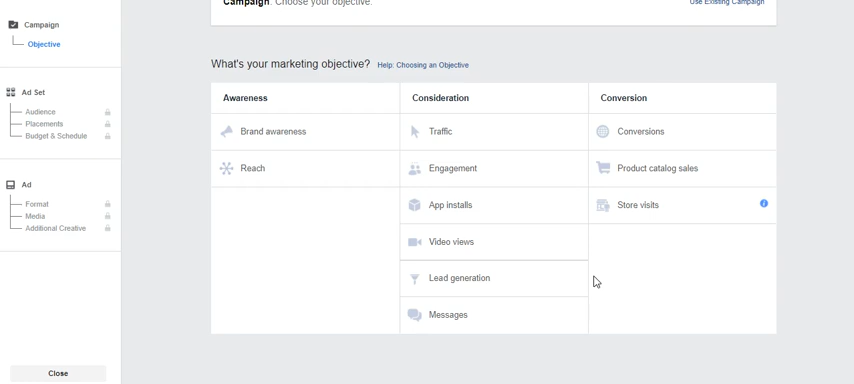 Campaign: Choose your objective.
Use Existing Campaign
Campaign
Objective
Ad Set
Audience
Placements
Budget & Schedule
Ad
Format
Media
Additional Creative
Close
What's your marketing objective? Help: Choosing an Objective
Awareness
Consideration
Conversion
Brand awareness
Traffic
Conversions
Reach
Engagement
Product catalog sales
App installs
Store visits
Video views
Lead generation
Messages